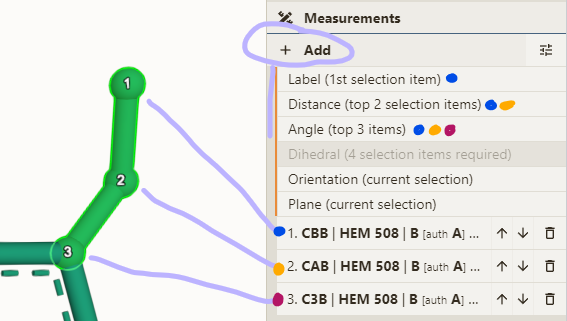 Measurements
+ Add
Label (1st selection item)
Distance (top 2 selection items)
Angle (top 3 items)
Dihedral (4 selection items required)
Orientation (current selection)
Plane (current selection)
1. CBB | HEM 508 | B [auth A] ...
2. CAB | HEM 508 | B [auth A] ...
3. C3B | HEM 508 | B [auth A] ...
1
2
3